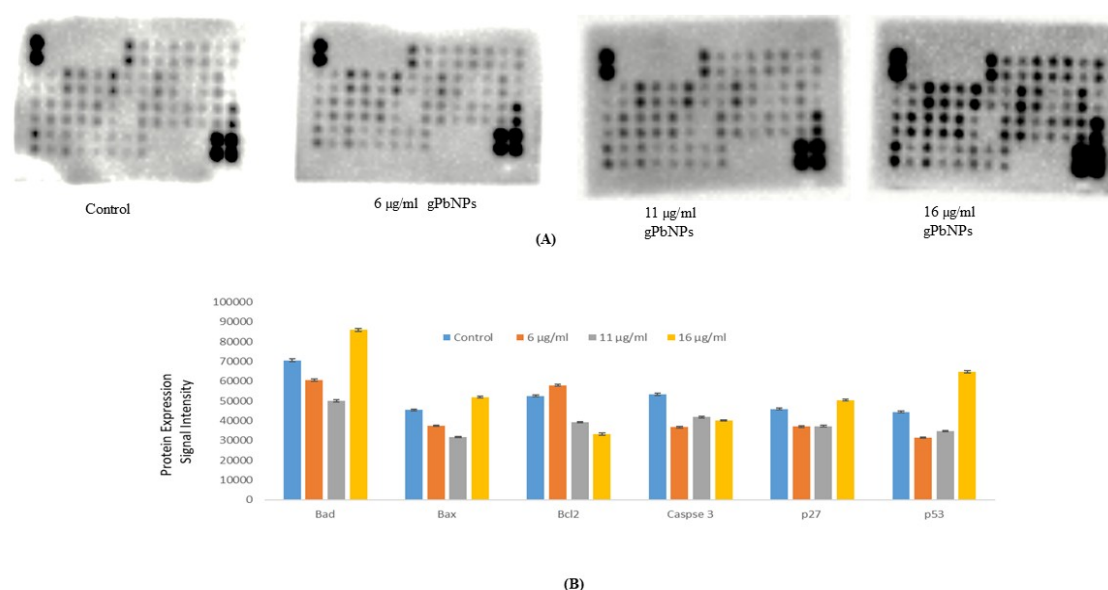 Control
6 µg/ml gPbNPs
11 µg/ml
gPbNPs
16 µg/ml
gPbNPs
(A)
100000
90000
80000
70000
60000
50000
40000
30000
20000
10000
0
Protein Expression
Signal Intensity
Control 6 µg/ml 11 µg/ml 16 µg/ml
Bad Bax Bcl2 Caspse 3 p27 p53
(B)